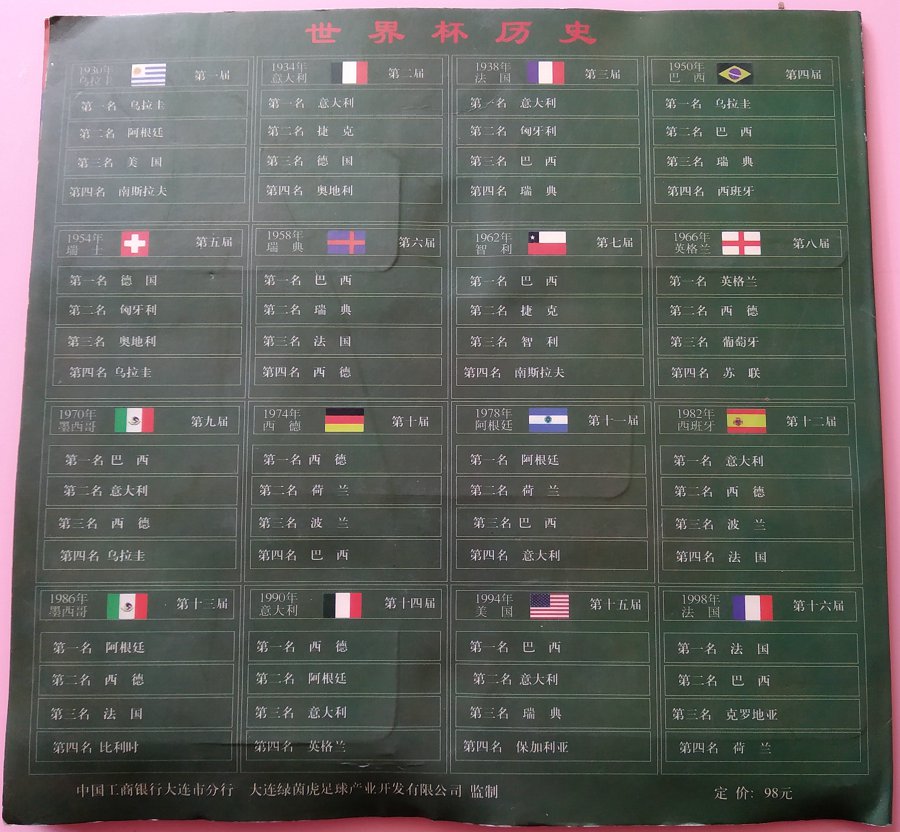 世界杯历史
1930年 乌拉圭 第一届
第一名 乌拉圭
第二名 阿根廷
第三名 美国
第四名 南斯拉夫
1934年 意大利 第二届
第一名 意大利
第二名 捷克
第三名 德国
第四名 奥地利
1938年 法国 第三届
第一名 意大利
第二名 匈牙利
第三名 巴西
第四名 瑞典
1950年 巴西 第四届
第一名 乌拉圭
第二名 巴西
第三名 瑞典
第四名 西班牙
1954年 瑞士 第五届
第一名 德国
第二名 匈牙利
第三名 奥地利
第四名 乌拉圭
1958年 瑞典 第六届
第一名 巴西
第二名 瑞典
第三名 法国
第四名 西德
1962年 智利 第七届
第一名 巴西
第二名 捷克
第三名 智利
第四名 南斯拉夫
1966年 英格兰 第八届
第一名 英格兰
第二名 西德
第三名 葡萄牙
第四名 苏联
1970年 墨西哥 第九届
第一名 巴西
第二名 意大利
第三名 西德
第四名 乌拉圭
1974年 西德 第十届
第一名 西德
第二名 荷兰
第三名 波兰
第四名 巴西
1978年 阿根廷 第十一届
第一名 阿根廷
第二名 荷兰
第三名 巴西
第四名 意大利
1982年 西班牙 第十二届
第一名 意大利
第二名 西德
第三名 波兰
第四名 法国
1986年 墨西哥 第十三届
第一名 阿根廷
第二名 西德
第三名 法国
第四名 比利时
1990年 意大利 第十四届
第一名 西德
第二名 阿根廷
第三名 意大利
第四名 英格兰
1994年 美国 第十五届
第一名 巴西
第二名 意大利
第三名 瑞典
第四名 保加利亚
1998年 法国 第十六届
第一名 法国
第二名 巴西
第三名 克罗地亚
第四名 荷兰
中国工商银行大连市分行 大连绿茵虎足球产业开发有限公司 监制 定价：98元